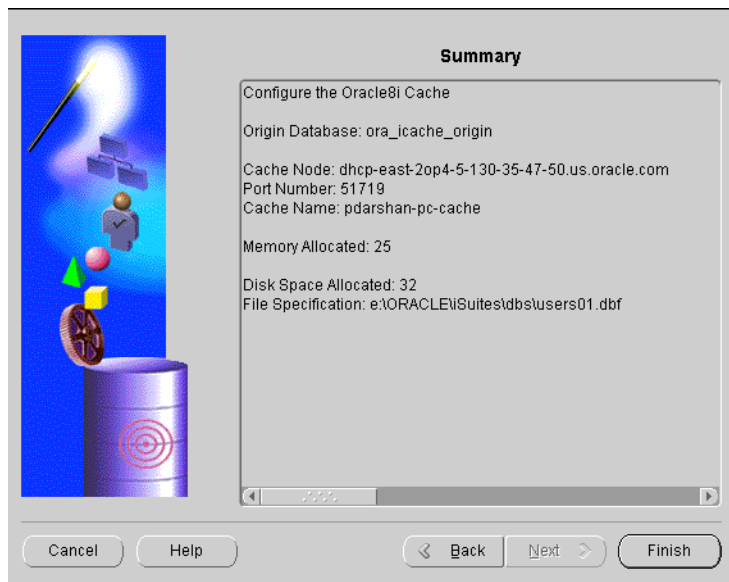 Summary
Configure the Oracle8i Cache
Origin Database: ora_icache_origin
Cache Node: dhcp-east-2op4-5-130-35-47-50.us.oracle.com
Port Number: 51719
Cache Name: pdarshan-pc-cache
Memory Allocated: 25
Disk Space Allocated: 32
File Specification: e:\ORACLE\iSuites\dbs\users01.dbf
Cancel
Help
Back
Next
Finish